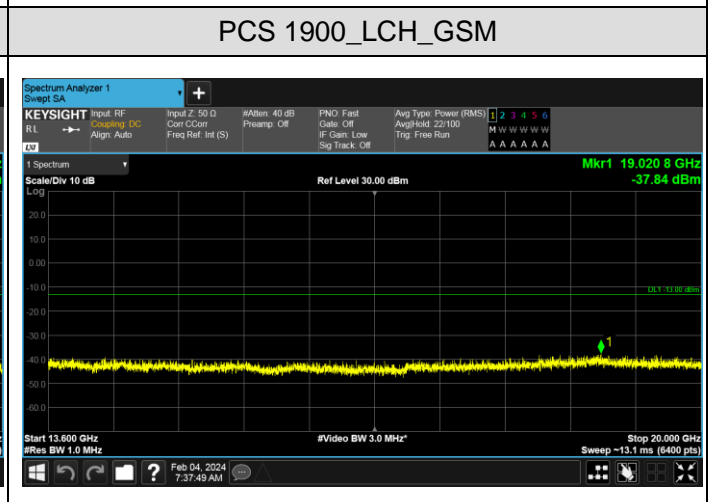 PCS 1900_LCH_GSM
Spectrum Analyzer 1
Swept SA
+
KEYSIGHT
RL
LXI
Input: RF
Coupling: DC
Align: Auto
Input Z: 50 Ω
Corr CCorr
Freq Ref: Int (S)
#Atten: 40 dB
Preamp: Off
PNO: Fast
Gate: Off
IF Gain: Low
Sig Track: Off
Avg Type: Power (RMS)
Avg|Hold: 22/100
Trig: Free Run
1 2 3 4 5 6
M W W W W W
A A A A A A
1 Spectrum
Mkr1 19.020 8 GHz
-37.84 dBm
Scale/Div 10 dB
Ref Level 30.00 dBm
Log
20.0
10.0
0.00
-10.0
DL1 -13.00 dBm
-20.0
-30.0
1
-40.0
-50.0
-60.0
Start 13.600 GHz
#Video BW 3.0 MHz*
Stop 20.000 GHz
#Res BW 1.0 MHz
Sweep ~13.1 ms (6400 pts)
?
Feb 04, 2024
7:37:49 AM